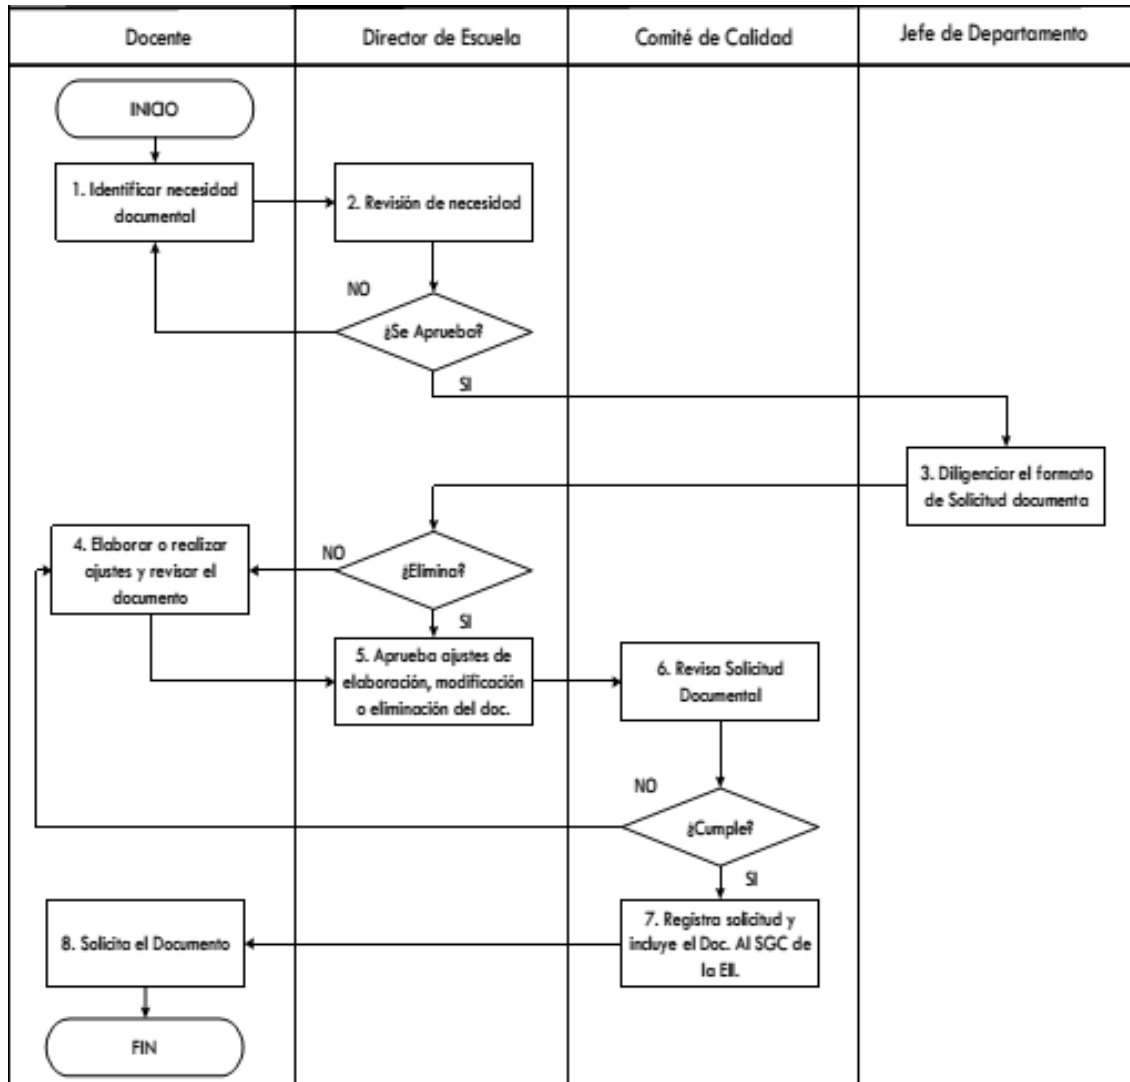 Docente
Director de Escuela
Comité de Calidad
Jefe de Departamento
INICIO
1. Identificar necesidad
documental
2. Revisión de necesidad
NO
¿Se Aprueba?
SI
3. Diligenciar el formato
de Solicitud documenta
4. Elaborar o realizar
ajustes y revisar el
documento
NO
¿Elimina?
SI
5. Aprueba ajustes de
elaboración, modificación
o eliminación del doc.
6. Revisa Solicitud
Documental
NO
¿Cumple?
SI
7. Registra solicitud y
incluye el Doc. Al SGC de
la EII.
8. Solicita el Documento
FIN